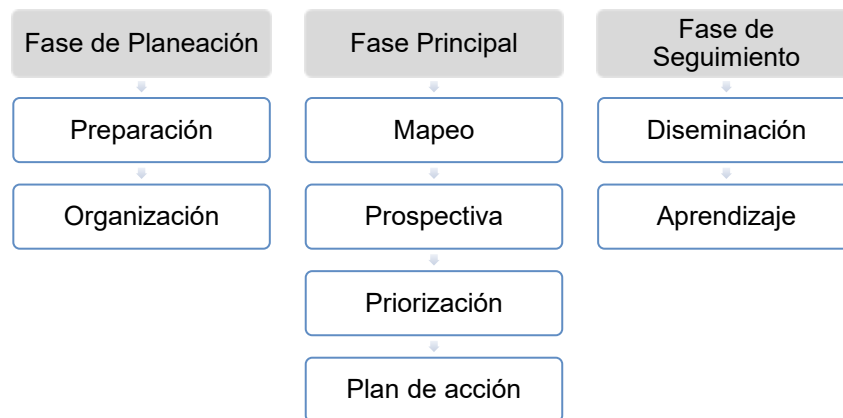 Fase de Planeación
Preparación
Organización
Fase Principal
Mapeo
Prospectiva
Priorización
Plan de acción
Fase de
Seguimiento
Diseminación
Aprendizaje